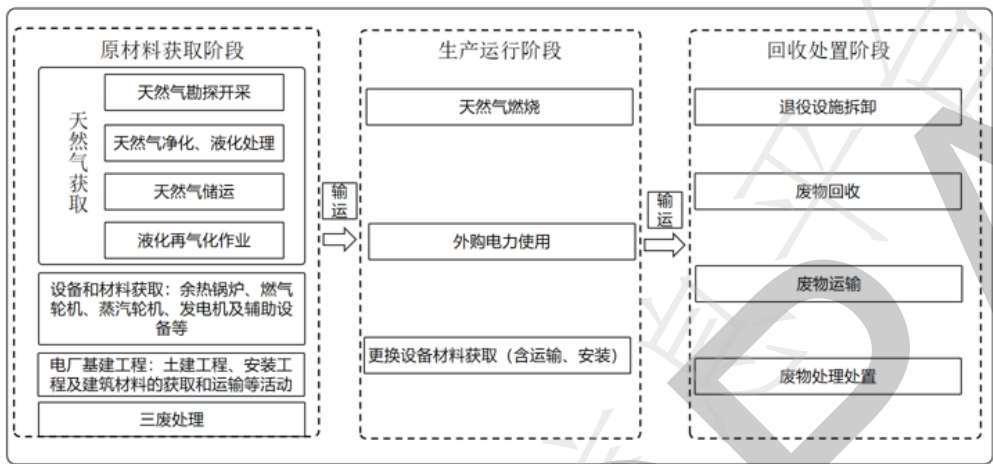 原材料获取阶段
天然气获取
天然气勘探开采
天然气净化、液化处理
天然气储运
液化再气化作业
设备和材料获取：余热锅炉、燃气
轮机、蒸汽轮机、发电机及辅助设
备等
电厂基建工程：土建工程、安装工
程及建筑材料的获取和运输等活动
三废处理
输
运
生产运行阶段
天然气燃烧
外购电力使用
更换设备材料获取（含运输、安装）
输
运
回收处置阶段
退役设施拆卸
废物回收
废物运输
废物处理处置